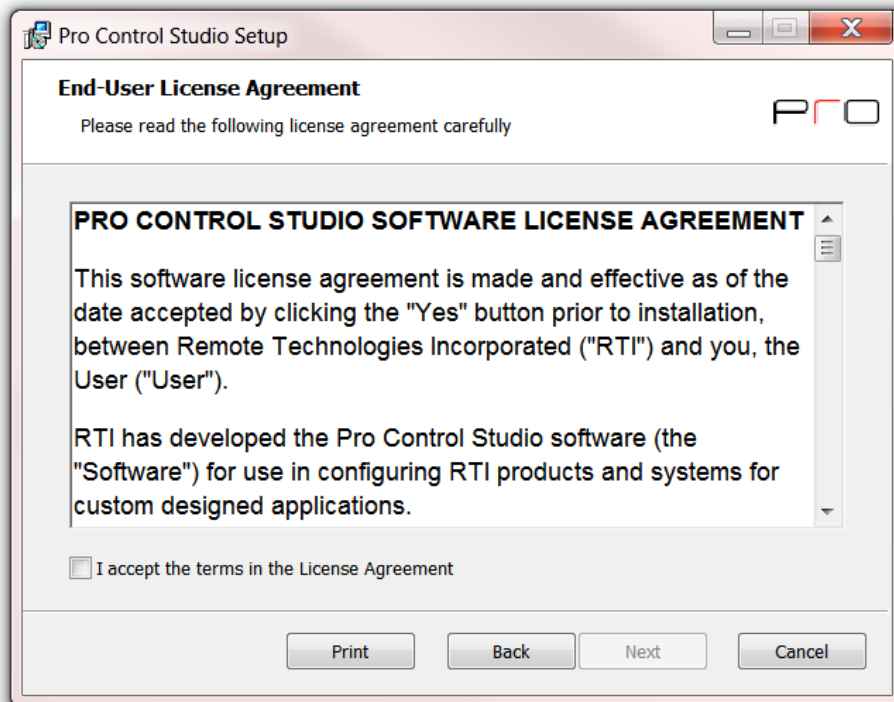 Pro Control Studio Setup
End-User License Agreement
Please read the following license agreement carefully
pro
PRO CONTROL STUDIO SOFTWARE LICENSE AGREEMENT
This software license agreement is made and effective as of the
date accepted by clicking the "Yes" button prior to installation,
between Remote Technologies Incorporated ("RTI") and you, the
User ("User").
RTI has developed the Pro Control Studio software (the
"Software") for use in configuring RTI products and systems for
custom designed applications.
I accept the terms in the License Agreement
Print Back Next Cancel